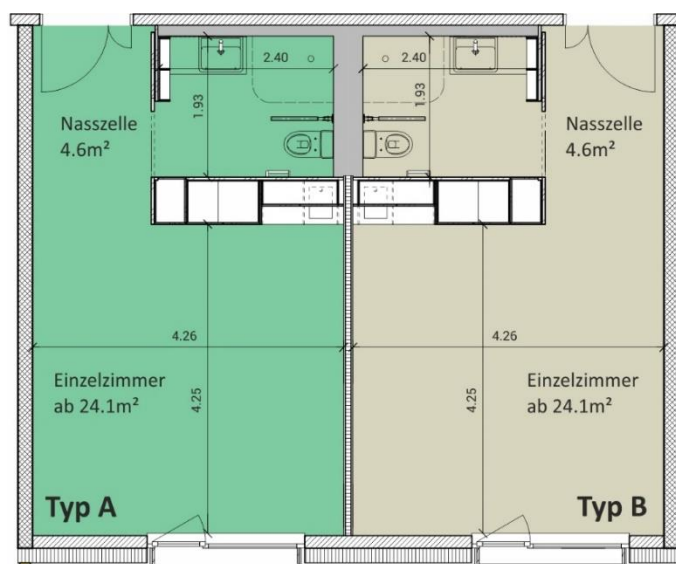 2.40
2.40
1.93
1.93
Nasszelle
4.6m²
Nasszelle
4.6m²
4.26
4.26
4.25
4.25
Einzelzimmer
ab 24.1m²
Einzelzimmer
ab 24.1m²
Typ A
Typ B